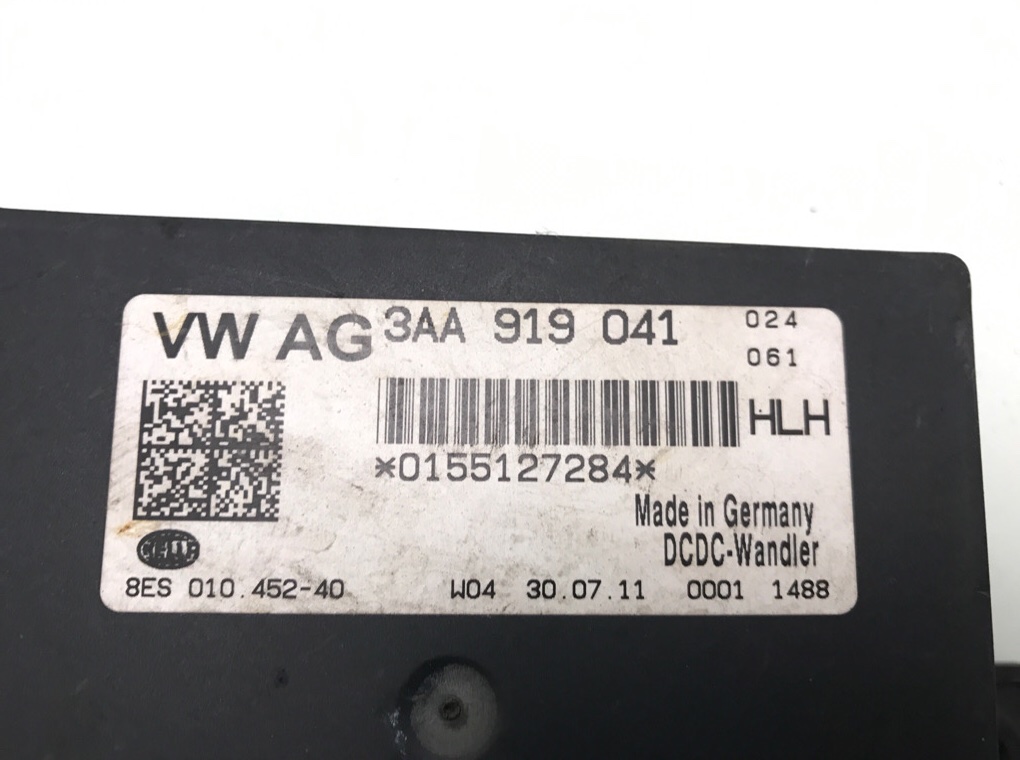 VW AG 3AA 919 041 024
061
HLH
*0155127284*
Made in Germany
DCDC-Wandler
HELLA
8ES 010.452-40 W04 30.07.11 0001 1488